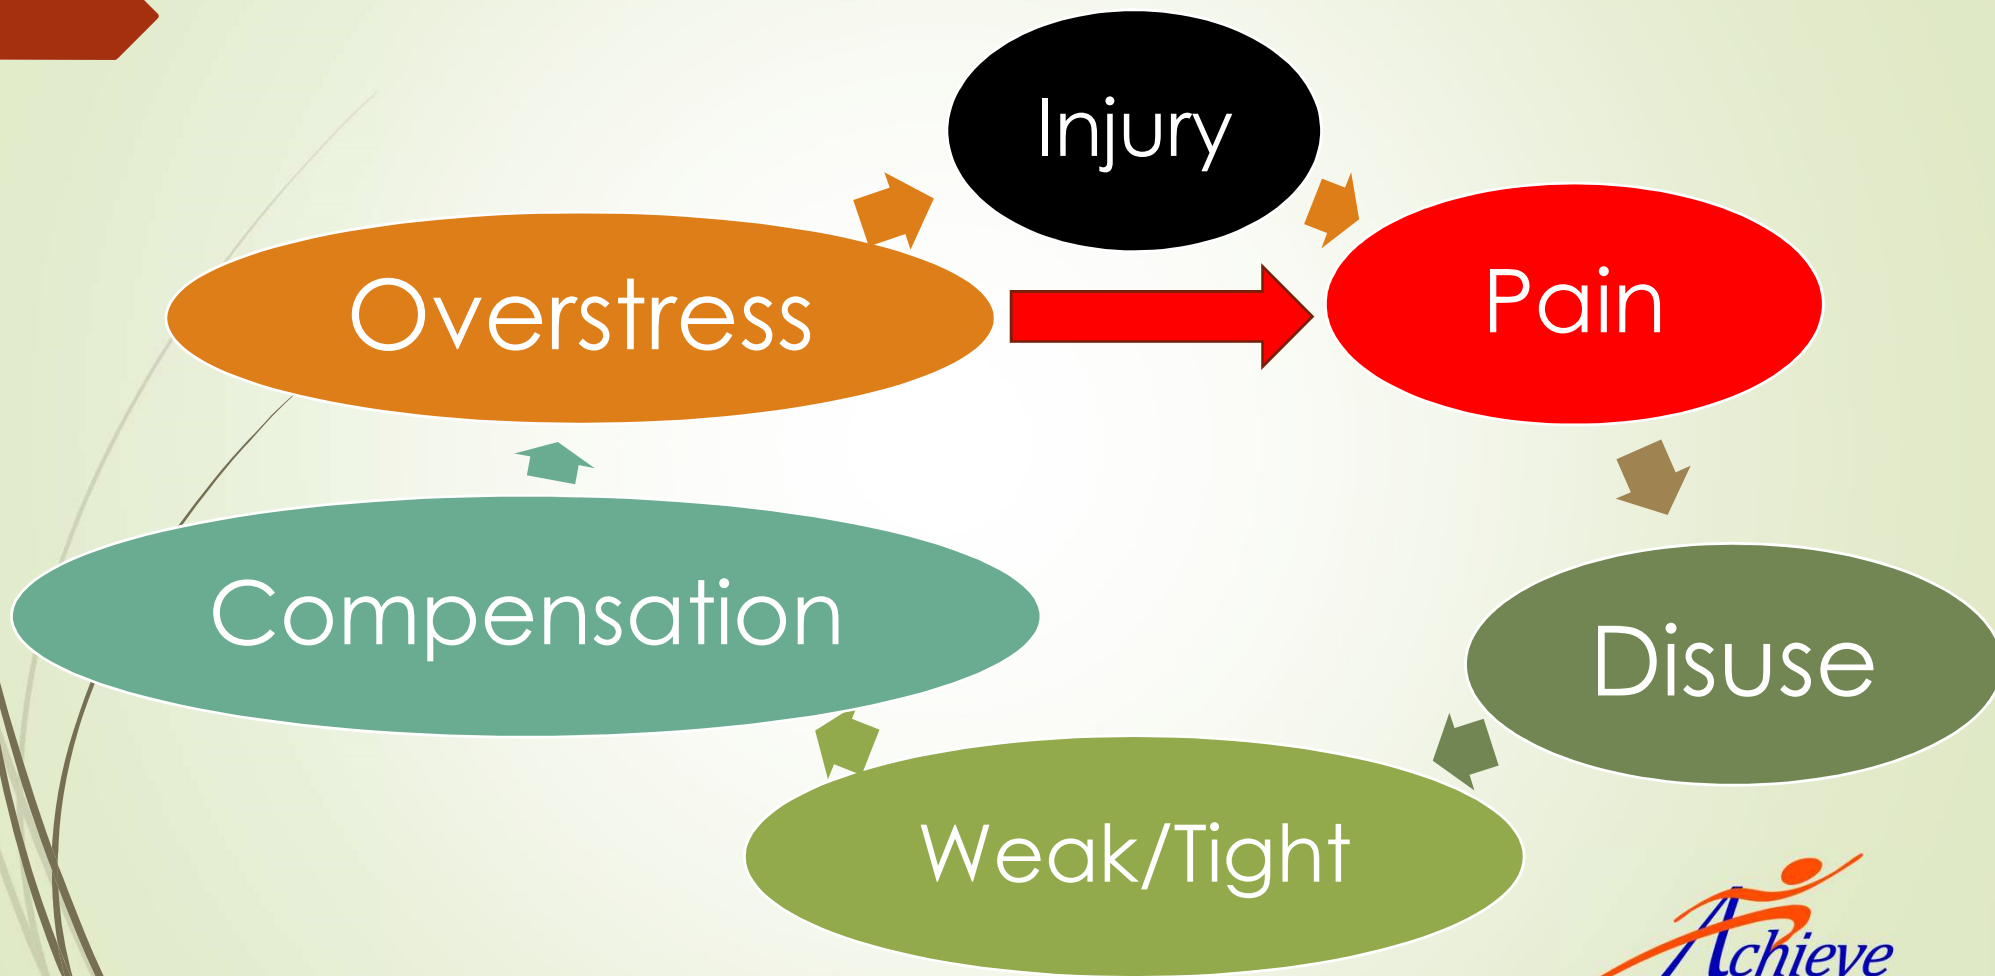 Injury
Pain
Overstress
Disuse
Compensation
Weak/Tight
Achieve